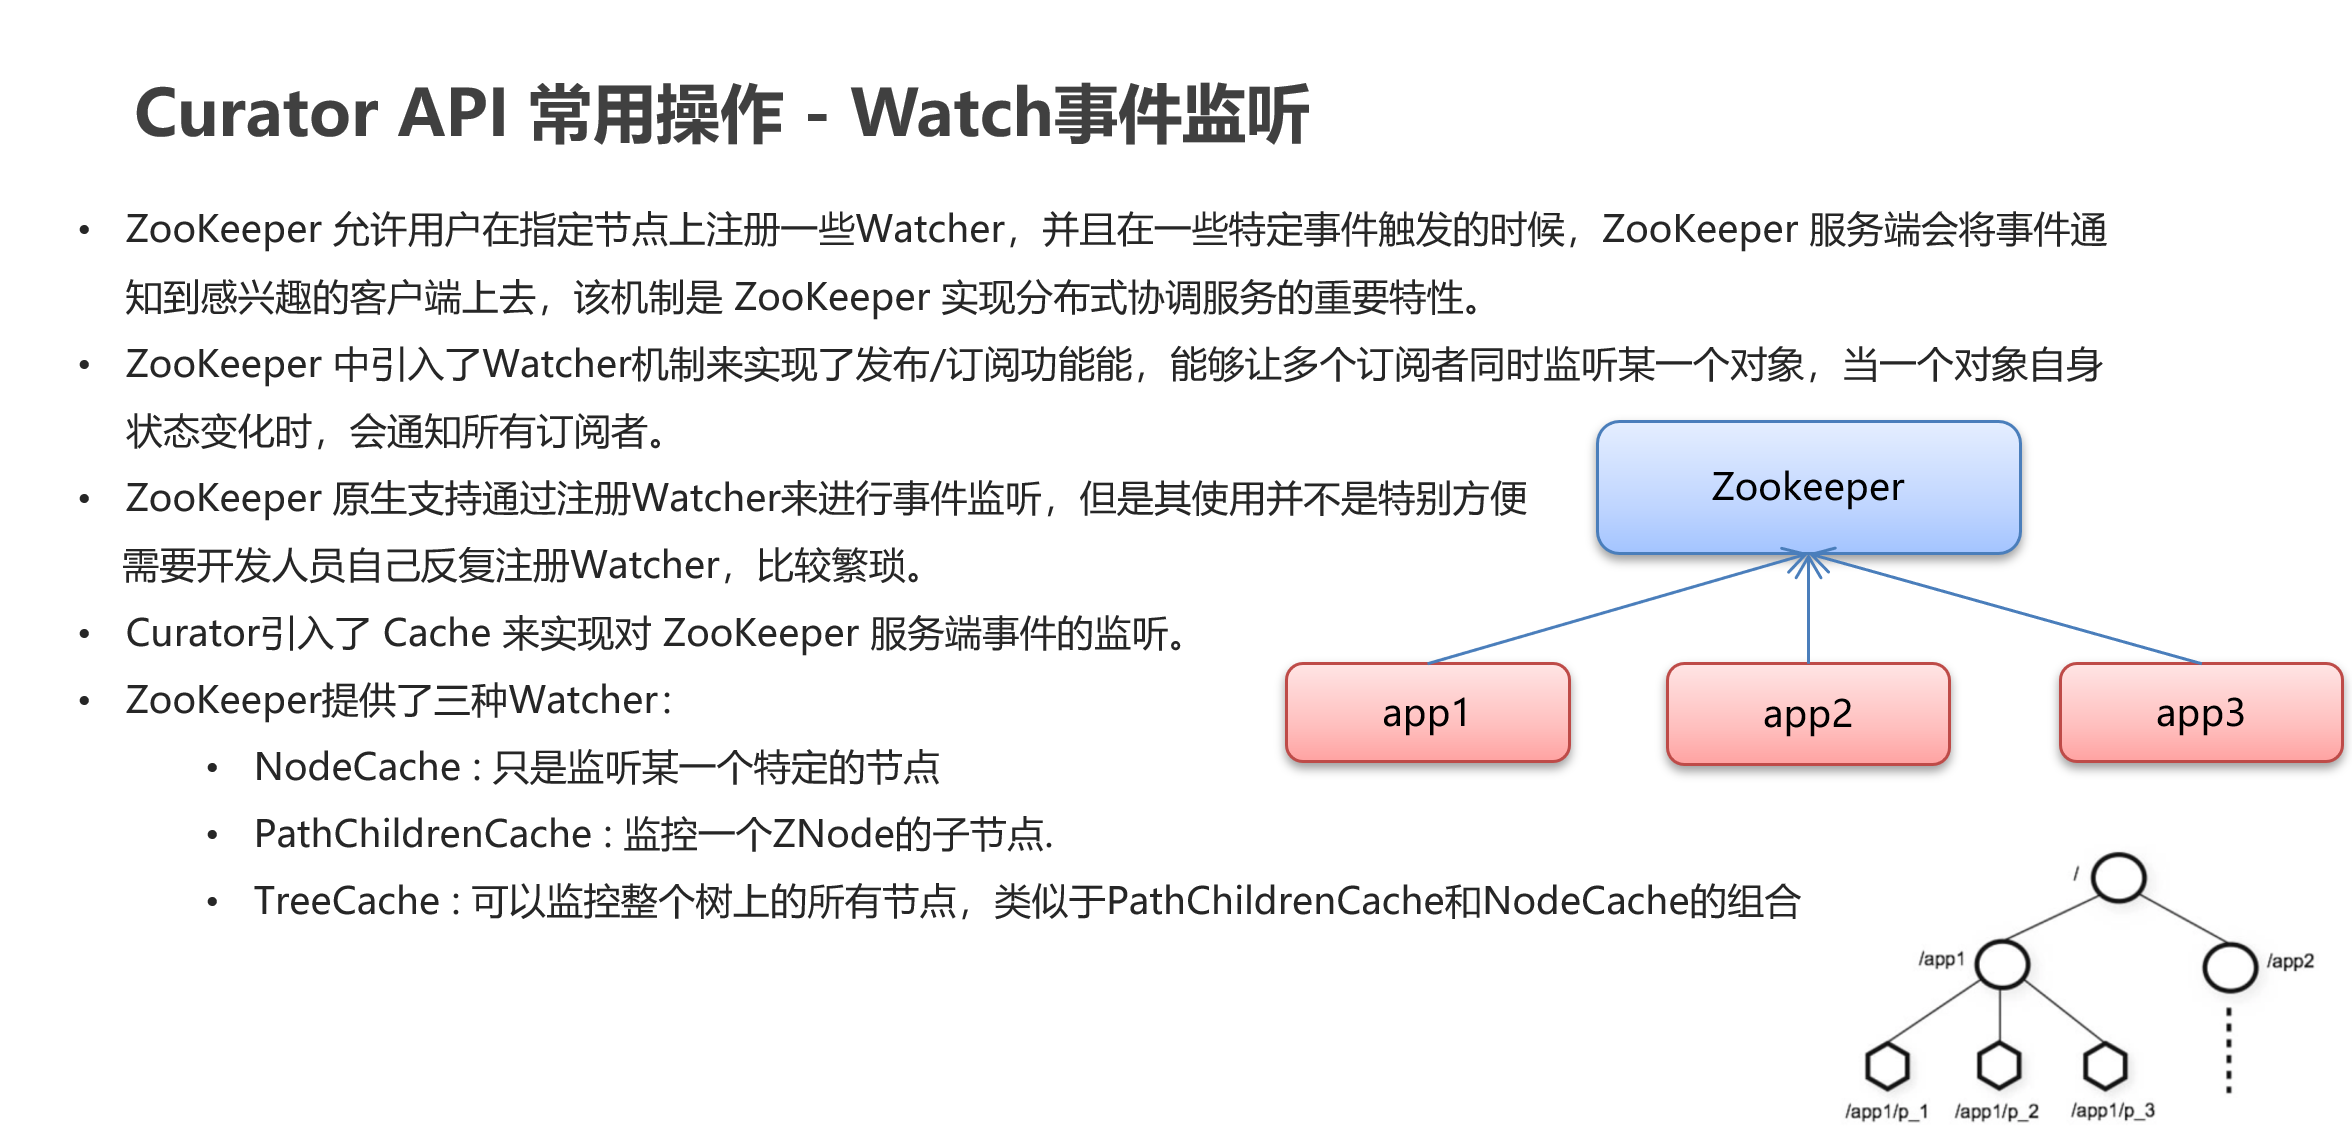 Curator API 常用操作 - Watch事件监听
• ZooKeeper 允许用户在指定节点上注册一些Watcher，并且在一些特定事件触发的时候，ZooKeeper 服务端会将事件通
知到感兴趣的客户端上去，该机制是 ZooKeeper 实现分布式协调服务的重要特性。
• ZooKeeper 中引入了Watcher机制来实现了发布/订阅功能能，能够让多个订阅者同时监听某一个对象，当一个对象自身
状态变化时，会通知所有订阅者。
• ZooKeeper 原生支持通过注册Watcher来进行事件监听，但是其使用并不是特别方便
需要开发人员自己反复注册Watcher，比较繁琐。
• Curator引入了 Cache 来实现对 ZooKeeper 服务端事件的监听。
• ZooKeeper提供了三种Watcher：
• NodeCache : 只是监听某一个特定的节点
• PathChildrenCache : 监控一个ZNode的子节点.
• TreeCache : 可以监控整个树上的所有节点，类似于PathChildrenCache和NodeCache的组合
Zookeeper
app1
app2
app3
/
/app1
/app2
/app1/p_1
/app1/p_2
/app1/p_3